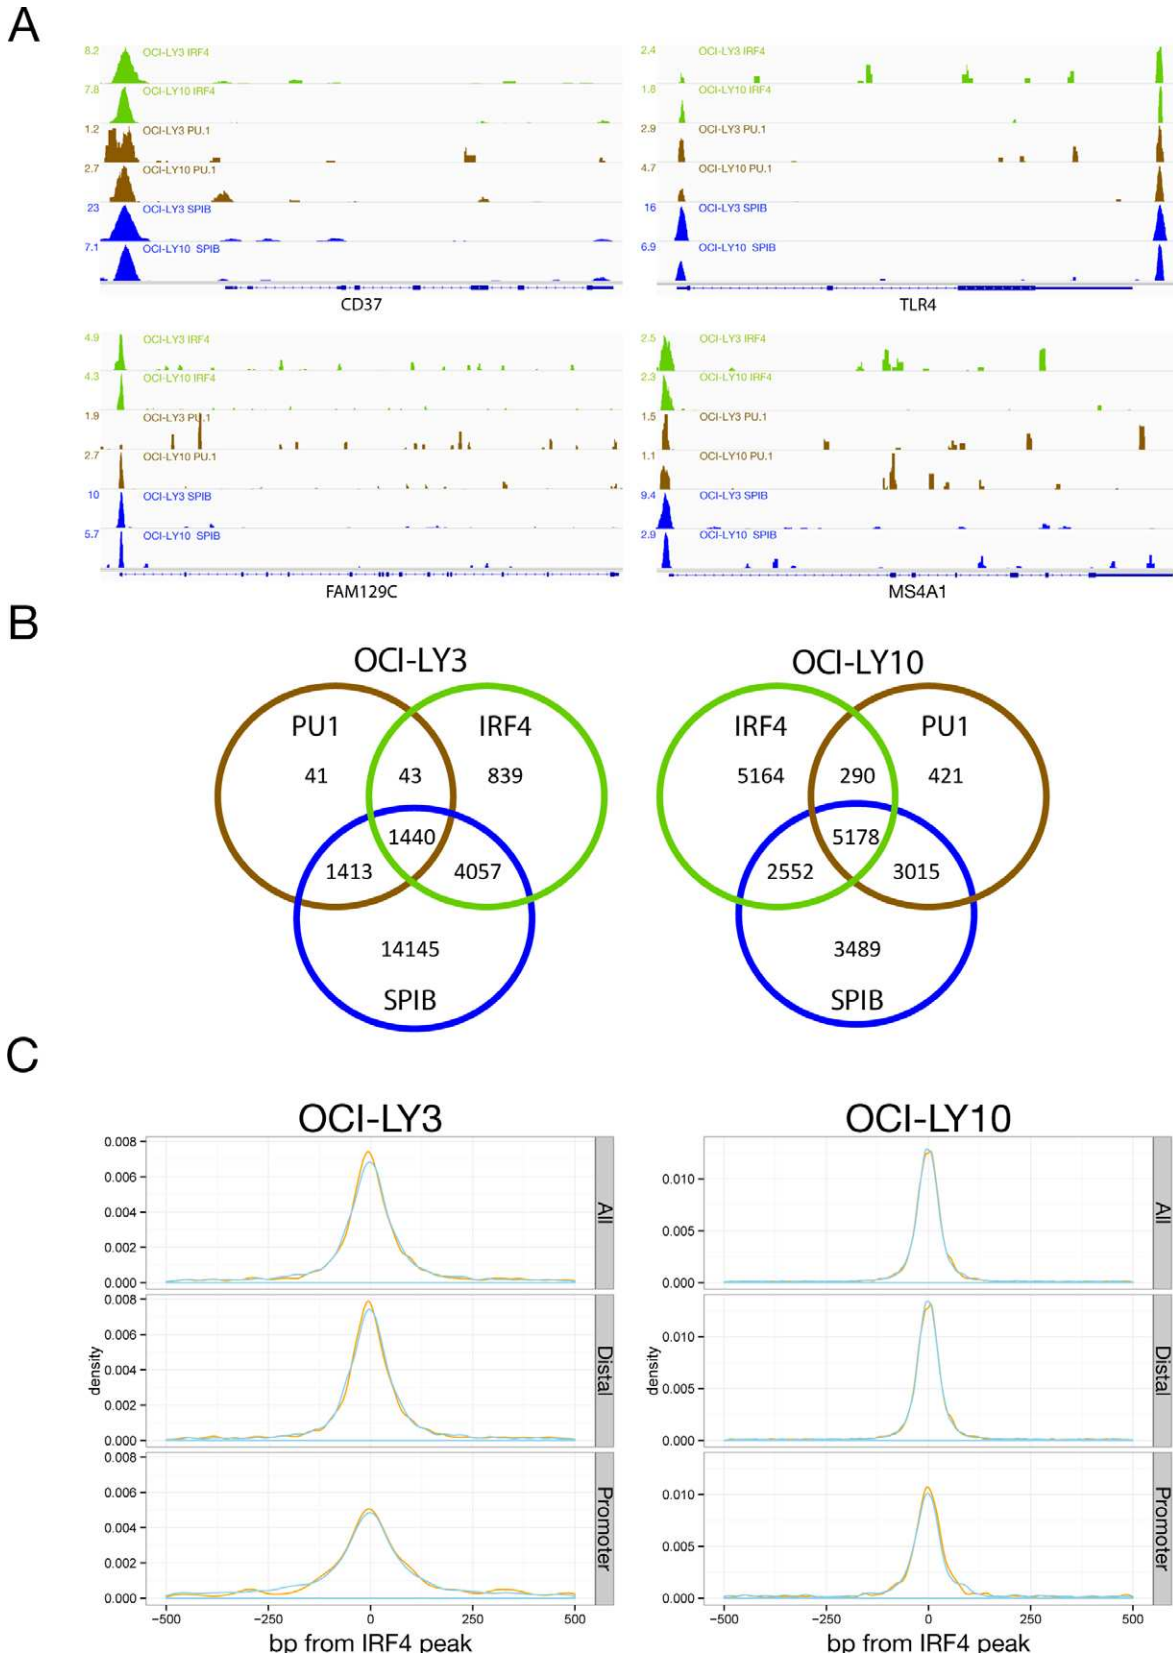 A
8.2 OCI-LY3 IRF4
7.8 OCI-LY10 IRF4
1.2 OCI-LY3 PU.1
2.7 OCI-LY10 PU.1
23 OCI-LY3 SPIB
7.1 OCI-LY10 SPIB
CD37
2.4 OCI-LY3 IRF4
1.8 OCI-LY10 IRF4
2.9 OCI-LY3 PU.1
4.7 OCI-LY10 PU.1
16 OCI-LY3 SPIB
6.9 OCI-LY10 SPIB
TLR4
4.9 OCI-LY3 IRF4
4.3 OCI-LY10 IRF4
1.9 OCI-LY3 PU.1
2.7 OCI-LY10 PU.1
10 OCI-LY3 SPIB
5.7 OCI-LY10 SPIB
FAM129C
2.5 OCI-LY3 IRF4
2.3 OCI-LY10 IRF4
1.5 OCI-LY3 PU.1
1.1 OCI-LY10 PU.1
9.4 OCI-LY3 SPIB
2.9 OCI-LY10 SPIB
MS4A1
B
OCI-LY3
PU1 IRF4
41 43 839
1440
1413 4057
14145
SPIB
OCI-LY10
IRF4 PU1
5164 290 421
5178
2552 3015
3489
SPIB
C
OCI-LY3
0.008
0.006
0.004
0.002
0.000
All
0.008
0.006
0.004
0.002
0.000
Distal
density
0.008
0.006
0.004
0.002
0.000
Promoter
−500 −250 0 250 500
bp from IRF4 peak
OCI-LY10
0.010
0.005
0.000
All
0.010
0.005
0.000
Distal
density
0.010
0.005
0.000
Promoter
−500 −250 0 250 500
bp from IRF4 peak